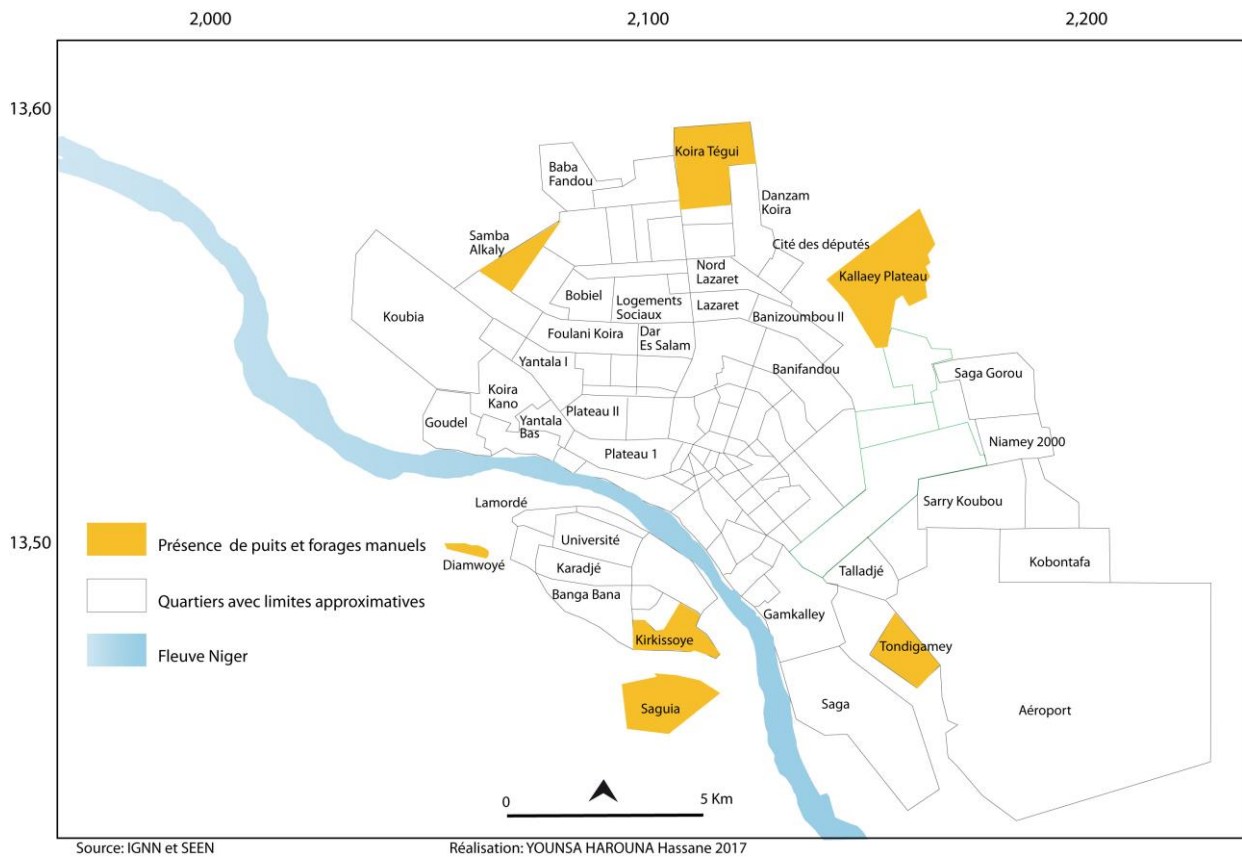 2,000
2,100
2,200
13,60
Koira Tégui
Baba
Fandou
Danzam
Koira
Samba
Alkaly
Cité des députés
Nord
Lazaret
Kallaey Plateau
Bobiel
Logements
Sociaux
Lazaret
Koubia
Banizoumbou II
Foulani Koira
Dar
Es Salam
Yantala I
Banifandou
Saga Gorou
Koira
Kano
Goudel
Yantala
Bas
Plateau II
Niamey 2000
Plateau 1
Lamordé
Sarry Koubou
13,50
Présence de puits et forages manuels
Université
Diamwoyé
Karadjé
Talladjé
Kobontafa
Quartiers avec limites approximatives
Banga Bana
Gamkalley
Kirkissoye
Tondigamey
Fleuve Niger
Saguia
Saga
Aéroport
0
5 Km
Source: IGNN et SEEN
Réalisation: YOUNSA HAROUNA Hassane 2017